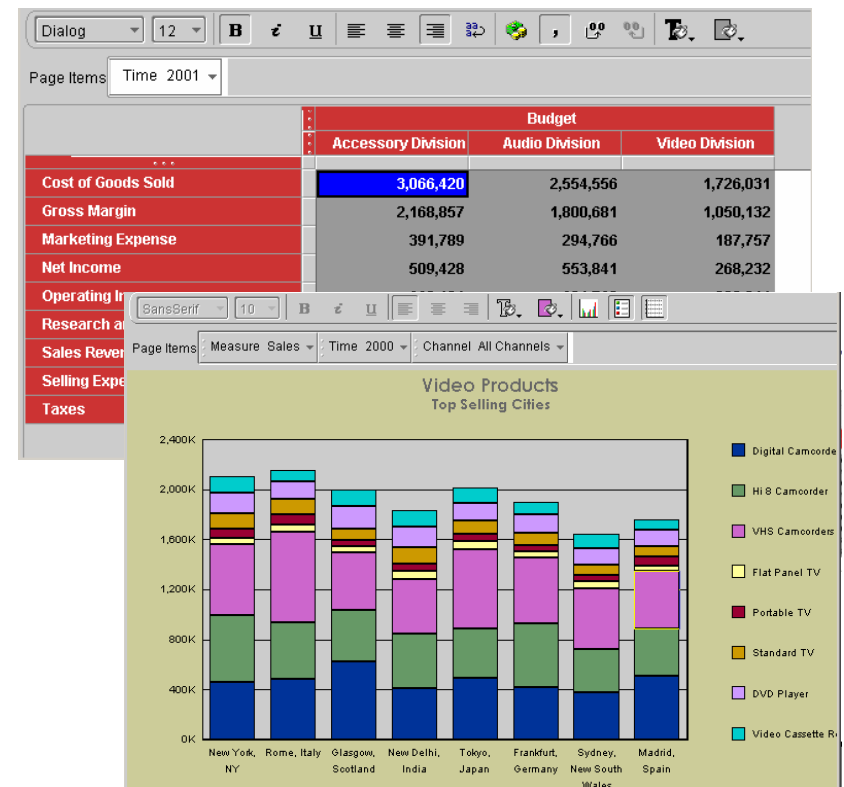 Dialog 12 B i U
Page Items Time 2001
Budget
Accessory Division Audio Division Video Division
Cost of Goods Sold 3,066,420 2,554,556 1,726,031
Gross Margin 2,168,857 1,800,681 1,050,132
Marketing Expense 391,789 294,766 187,757
Net Income 509,428 553,841 268,232
Operating
Research
Sales
Selling
Taxes
SansSerif 10 B i U
Page Items Measure Sales Time 2000 Channel All Channels
Video Products
Top Selling Cities
2,400K
2,000K
1,600K
1,200K
800K
400K
0K
Digital Camcorde
Hi 8 Camcorder
VHS Camcorders
Flat Panel TV
Portable TV
Standard TV
DVD Player
Video Cassette
New York, Rome, Italy Glasgow, New Delhi, Tokyo, Frankfurt, Sydney, Madrid,
NY Scotland India Japan Germany New South Spain
Wales